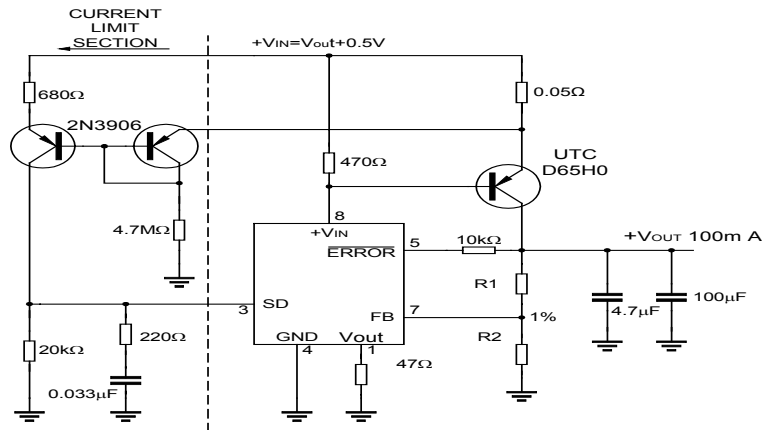 CURRENT
LIMIT
SECTION
+VIN=Vout+0.5V
680Ω
0.05Ω
2N3906
UTC
D65H0
470Ω
4.7MΩ
8
+VIN
ERROR
5
10kΩ
+VOUT 100m A
R1
SD
3
FB
7
1%
4.7μF
100μF
220Ω
20kΩ
GND
Vout
R2
4
1
47Ω
0.033μF